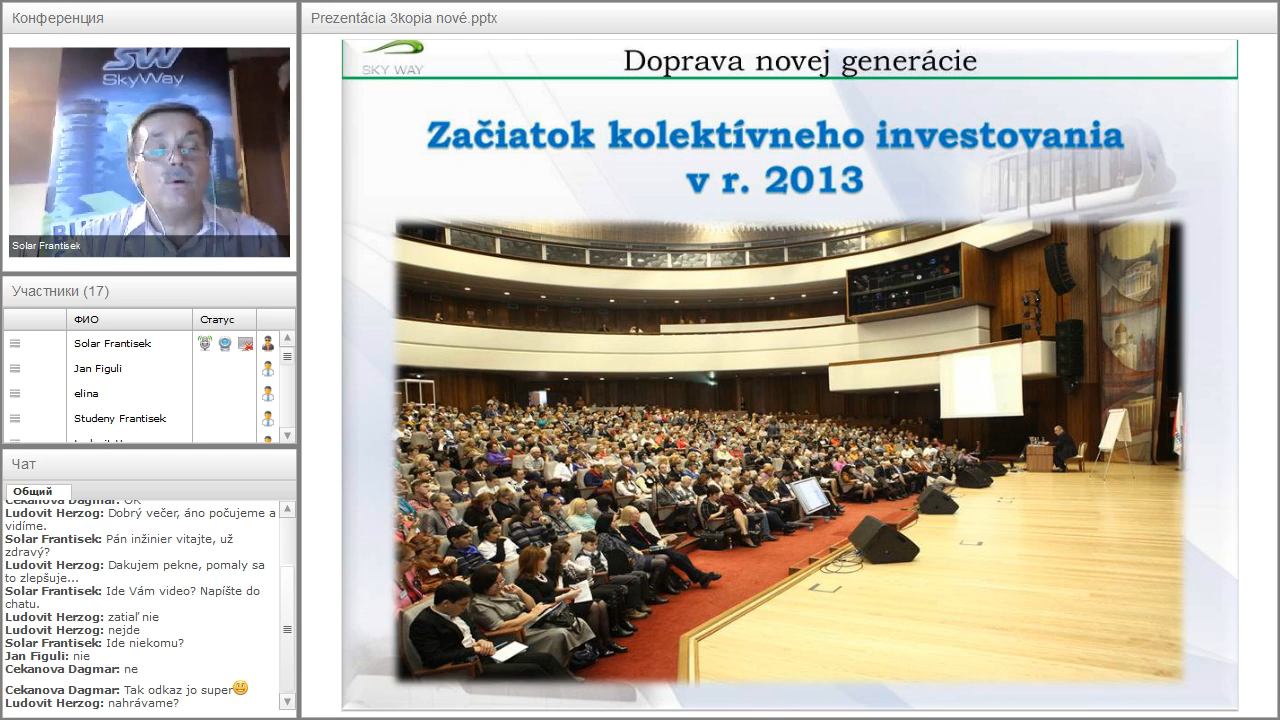 Конференция
SW
SkyWay
Solar Frantisek
Участники (17)
ФИО
Статус
Solar Frantisek
Jan Figuli
elina
Studeny Frantisek
Чат
Общий
Cekanova Dagmar: OK
Ludovit Herzog: Dobrý večer, áno počujeme a
vidíme.
Solar Frantisek: Pán inžinier vitajte, už
zdravý?
Ludovit Herzog: Dakujem pekne, pomaly sa
to zlepšuje...
Solar Frantisek: Ide Vám video? Napíšte do
chatu.
Ludovit Herzog: zatiaľ nie
Ludovit Herzog: nejde
Solar Frantisek: Ide niekomu?
Jan Figuli: nie
Cekanova Dagmar: ne
Cekanova Dagmar: Tak odkaz jo super
Ludovit Herzog: nahrávame?
Prezentácia 3kopia nové.pptx
SKY WAY
Doprava novej generácie
Začiatok kolektívneho investovania
v r. 2013